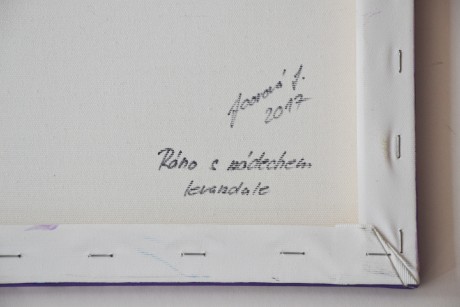 J.
2017
Ráno s nádechem
levandule